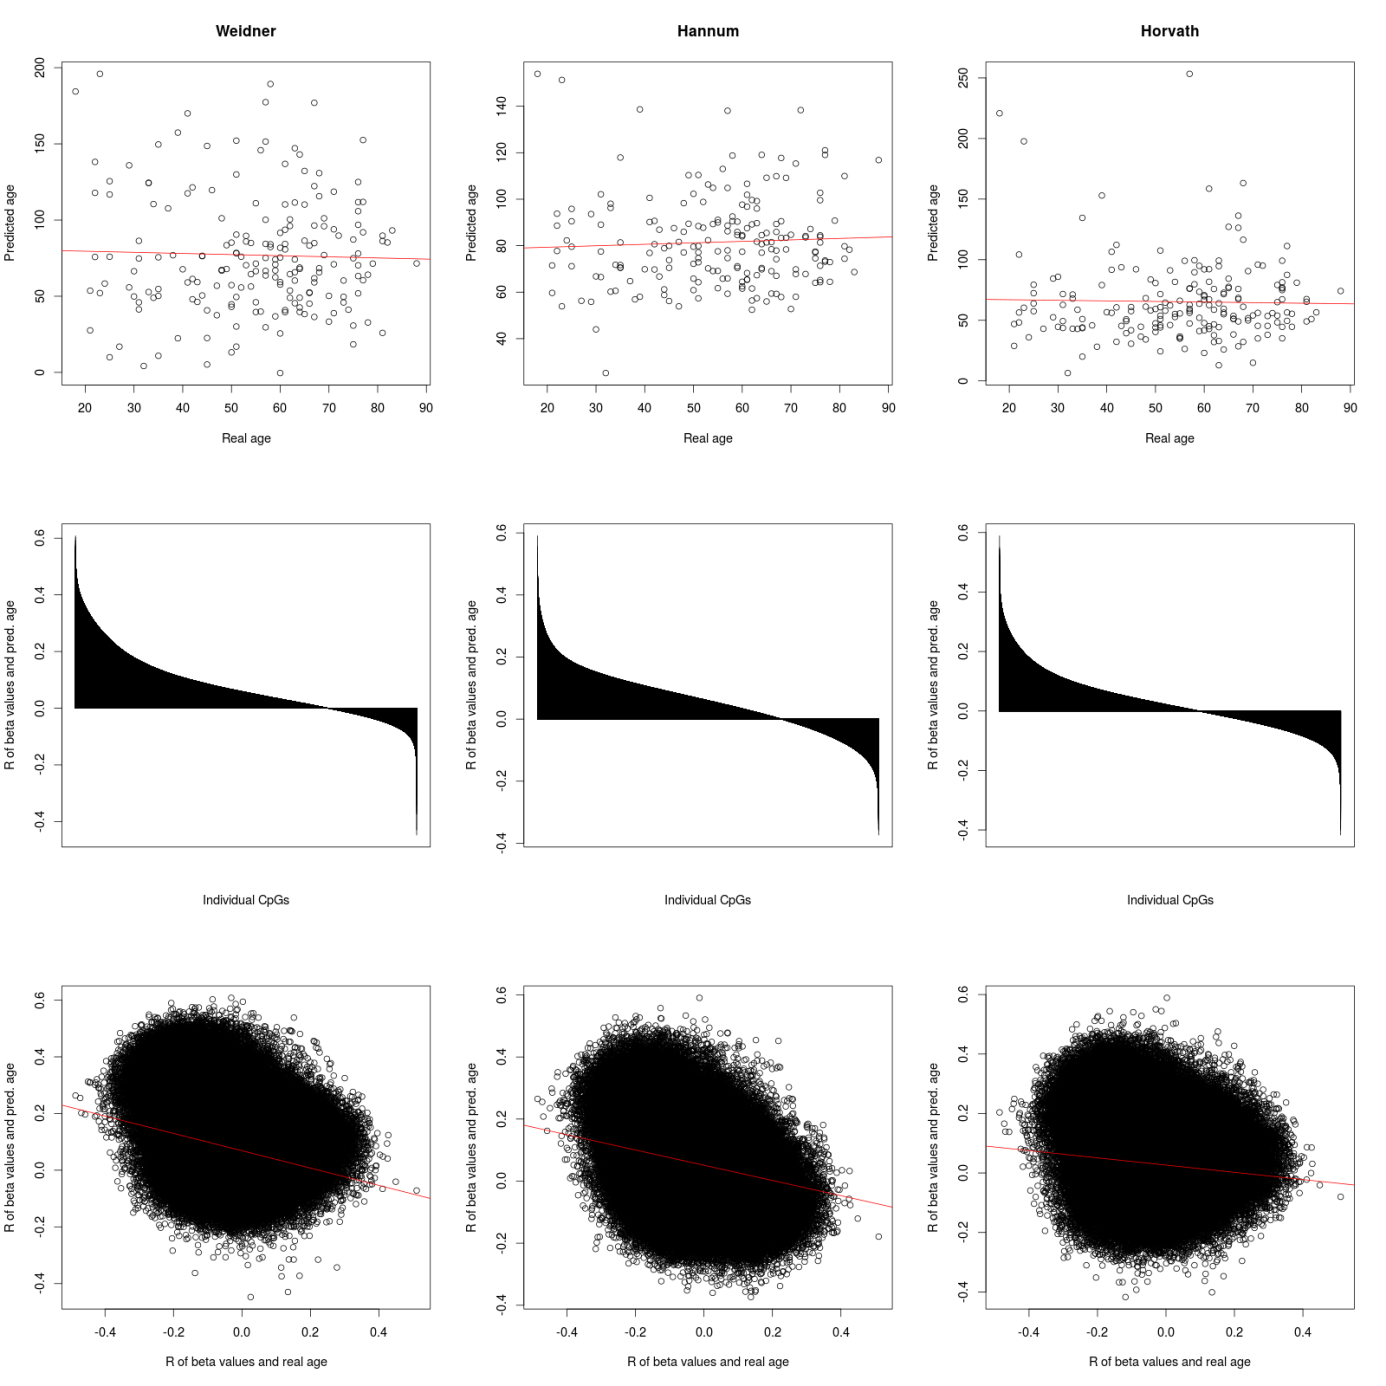 Weidner
Hannum
Horvath
Predicted age
0 50 100 150 200
20 30 40 50 60 70 80 90
Real age
Predicted age
40 60 80 100 120 140
20 30 40 50 60 70 80 90
Real age
Predicted age
0 50 100 150 200 250
20 30 40 50 60 70 80 90
Real age
R of beta values and pred. age
-0.4 -0.2 0.0 0.2 0.4 0.6
Individual CpGs
R of beta values and pred. age
-0.4 -0.2 0.0 0.2 0.4 0.6
Individual CpGs
R of beta values and pred. age
-0.4 -0.2 0.0 0.2 0.4 0.6
Individual CpGs
R of beta values and pred. age
-0.4 -0.2 0.0 0.2 0.4 0.6
-0.4 -0.2 0.0 0.2 0.4
R of beta values and real age
R of beta values and pred. age
-0.4 -0.2 0.0 0.2 0.4 0.6
-0.4 -0.2 0.0 0.2 0.4
R of beta values and real age
R of beta values and pred. age
-0.4 -0.2 0.0 0.2 0.4 0.6
-0.4 -0.2 0.0 0.2 0.4
R of beta values and real age